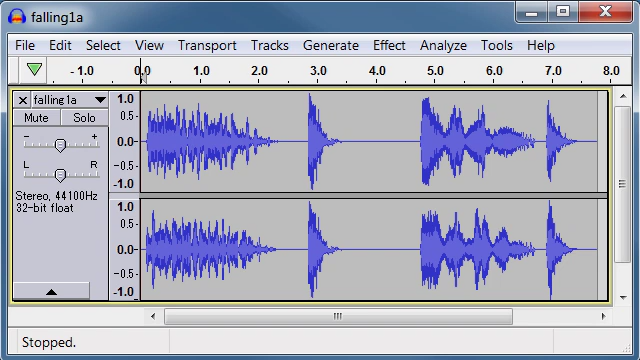 falling1a
File Edit Select View Transport Tracks Generate Effect Analyze Tools Help
- 1.0 0.0 1.0 2.0 3.0 4.0 5.0 6.0 7.0 8.0
falling1a
Mute Solo
- +
L R
Stereo, 44100Hz
32-bit float
1.0
0.5-
0.0-
-0.5-
-1.0
1.0
0.5-
0.0-
-0.5-
-1.0
Stopped.